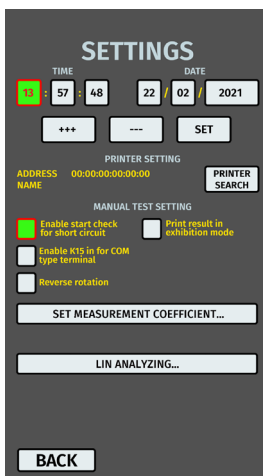 SETTINGS
TIME DATE
13 : 57 : 48 22 / 02 / 2021
+++ --- SET
PRINTER SETTING
ADDRESS 00:00:00:00:00:00
NAME
PRINTER
SEARCH
MANUAL TEST SETTING
Enable start check
for short circuit
Print result in
exhibition mode
Enable K15 in for COM
type terminal
Reverse rotation
SET MEASUREMENT COEFFICIENT...
LIN ANALYZING...
BACK